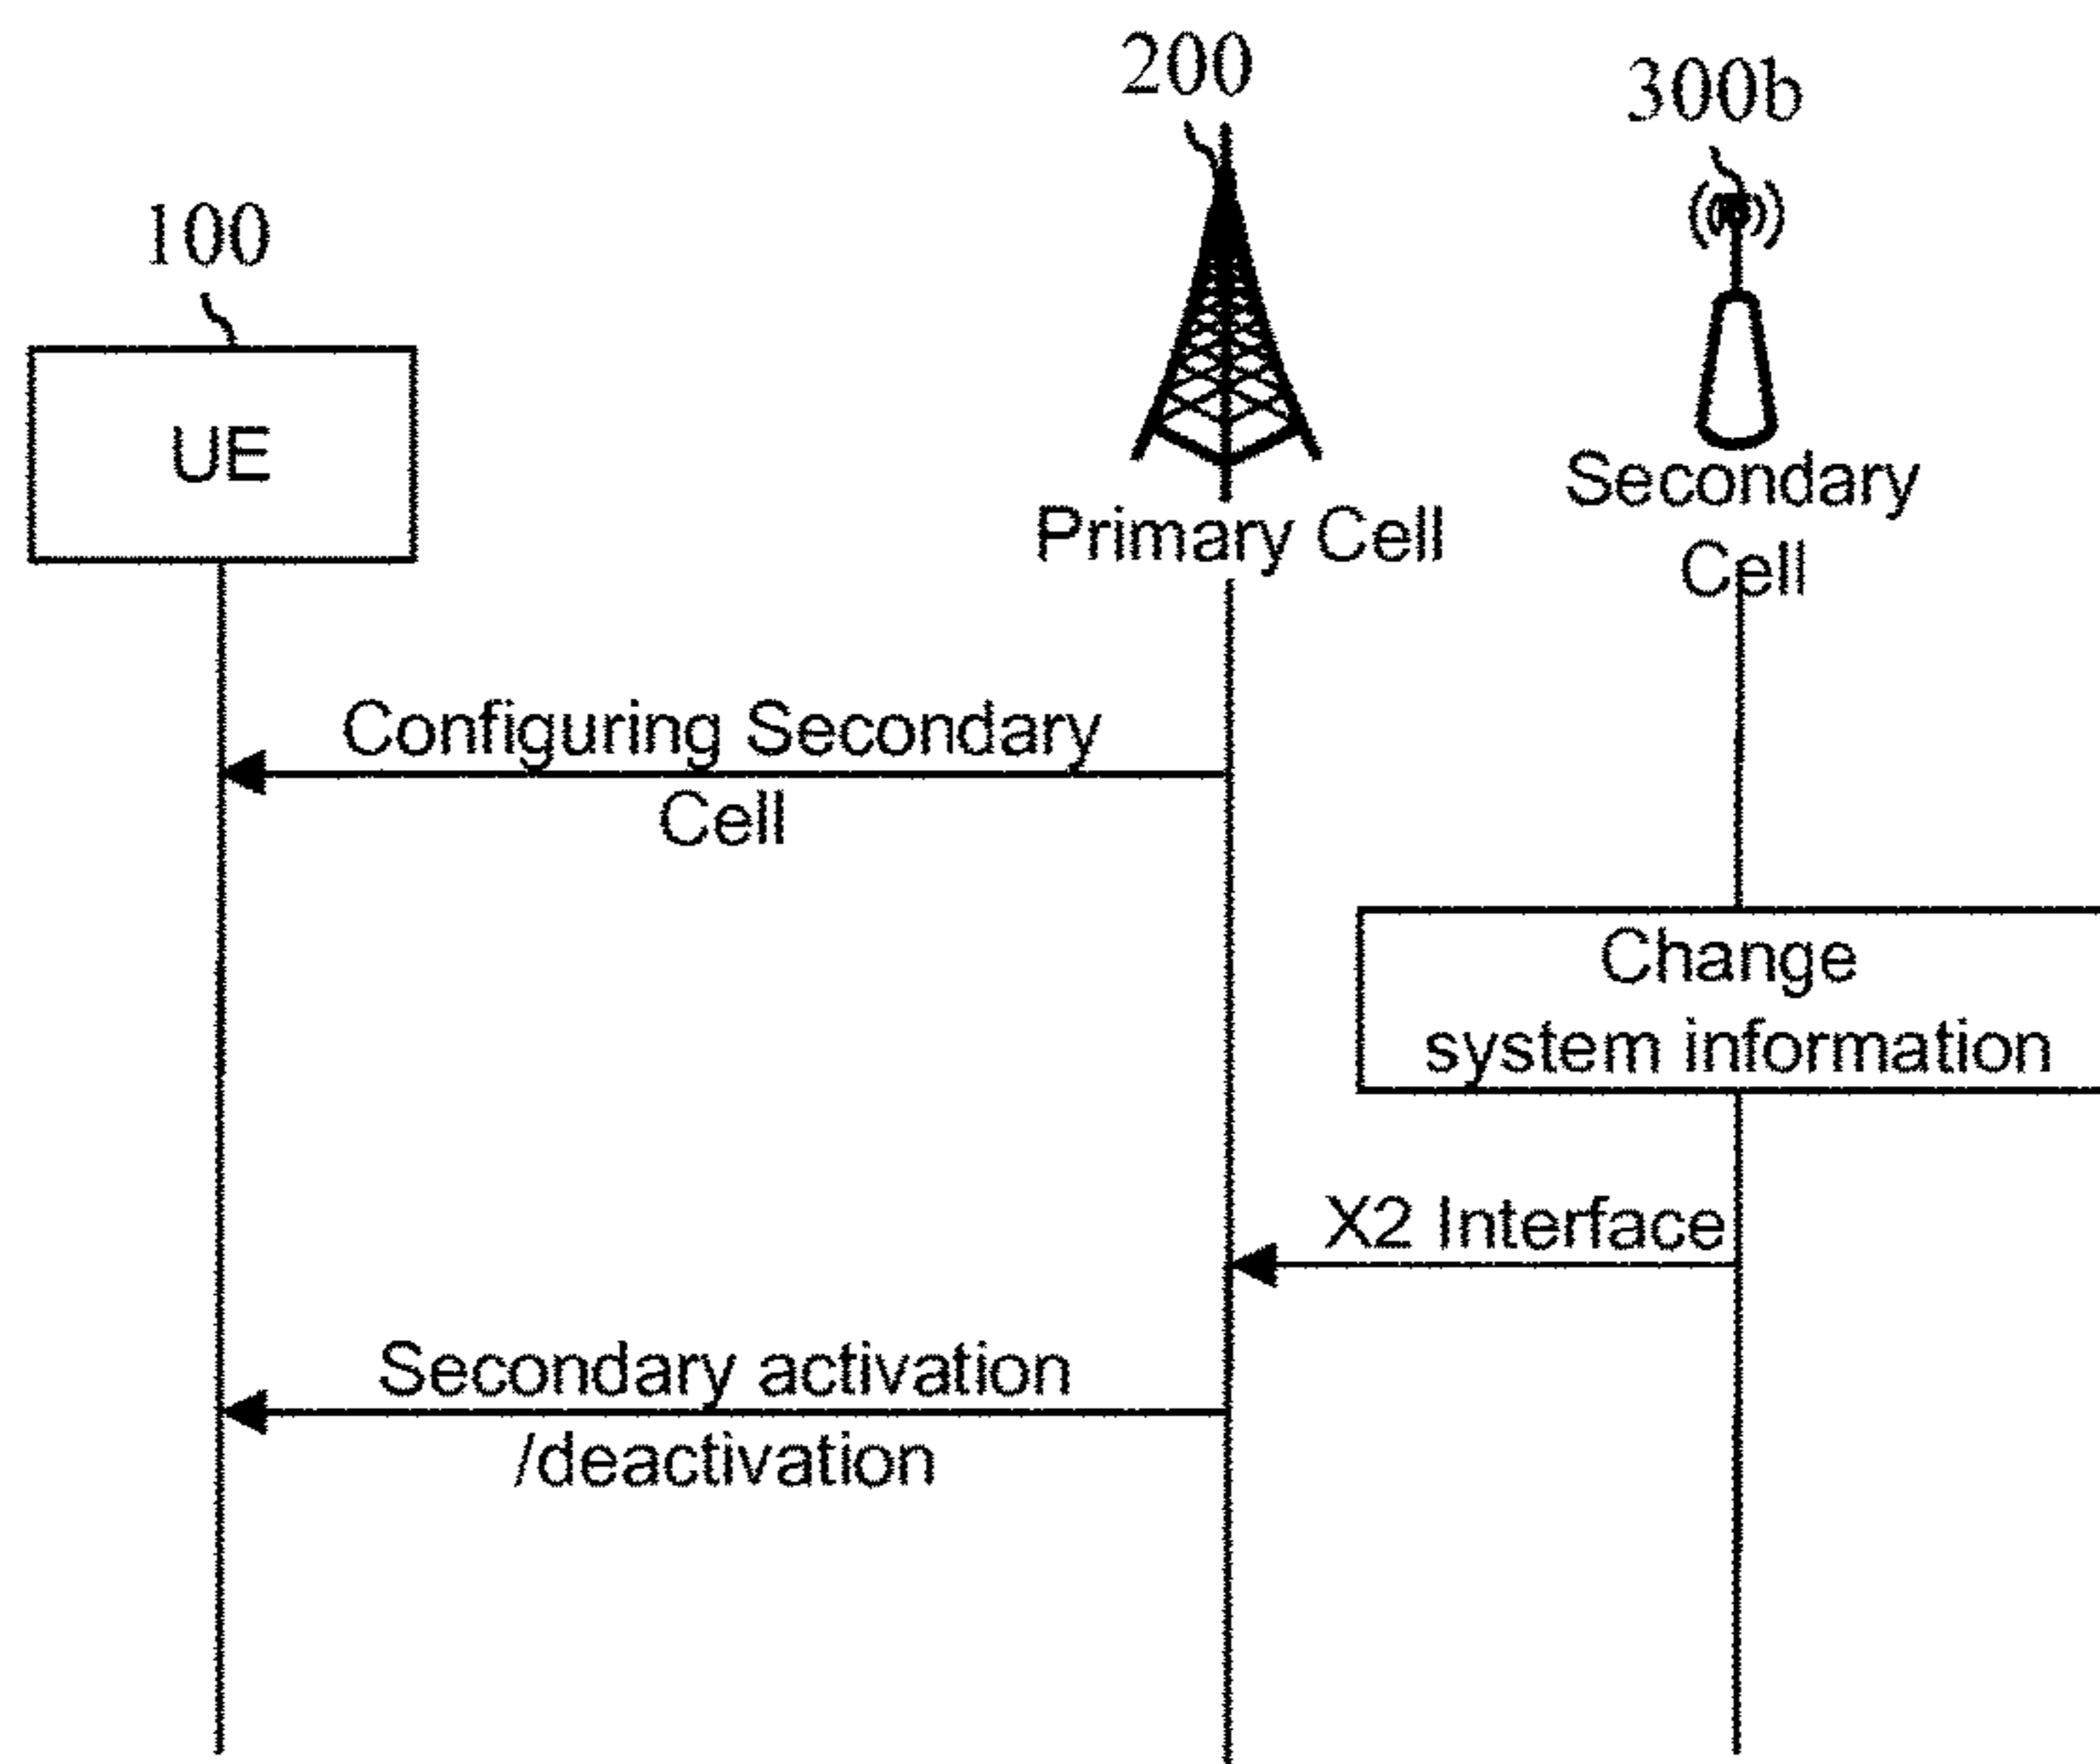 200
300b
100
UE
Primary Cell
Secondary
Cell
Configuring Secondary
Cell
Change
system information
X2 Interface
Secondary activation
/deactivation